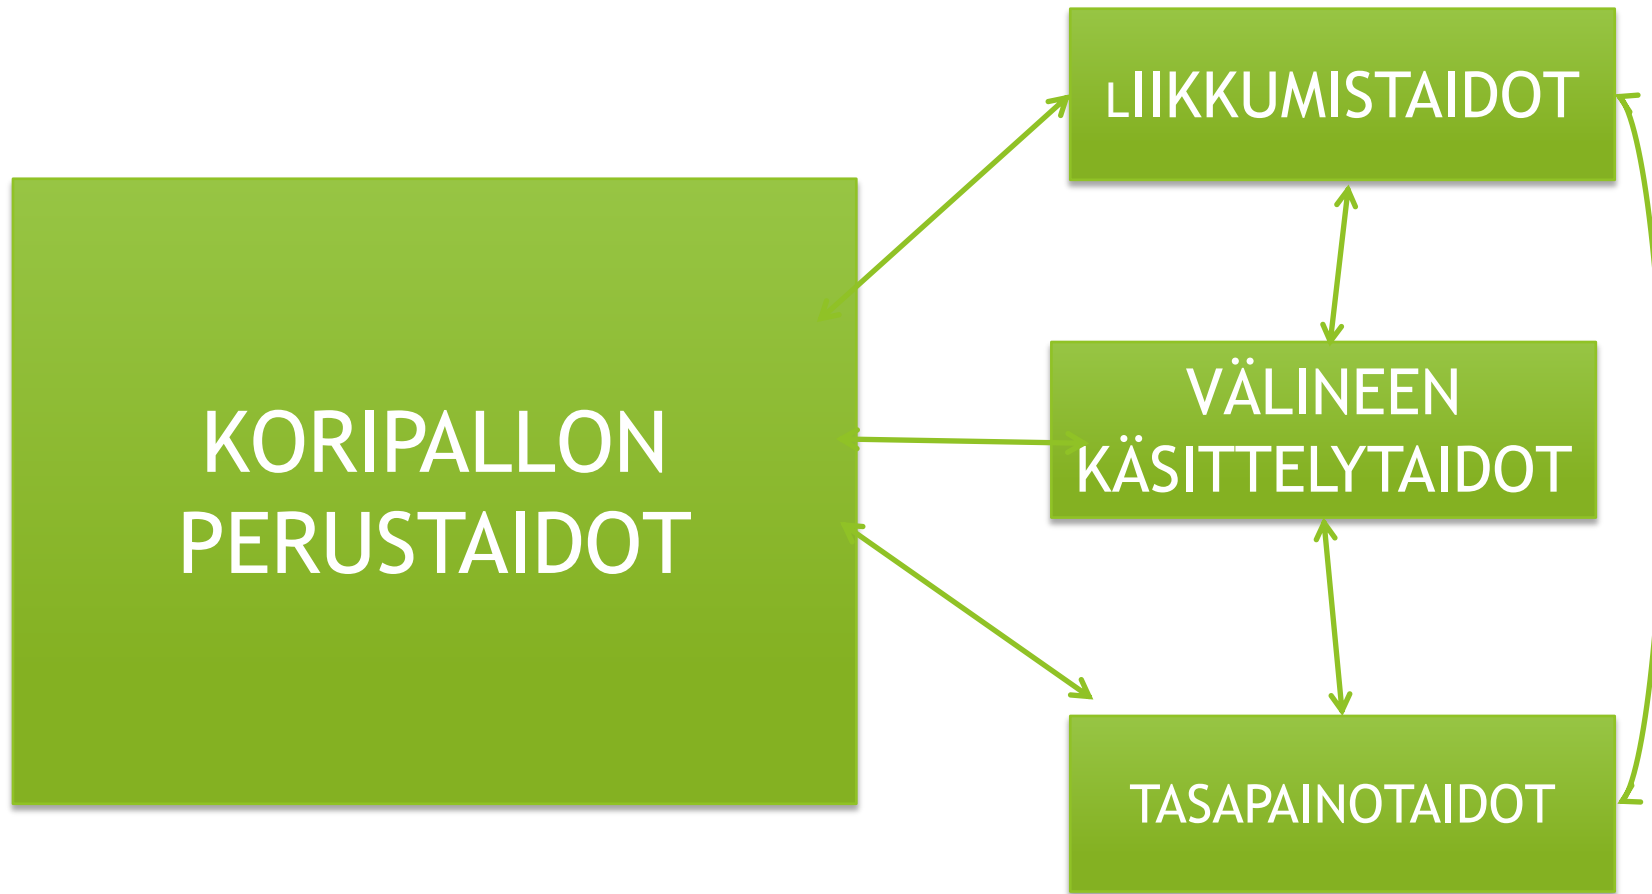 LIIKKUMISTAIDOT
KORIPALLON
PERUSTAIDOT
VÄLINEEN
KÄSITTELYTAIDOT
TASAPAINOTAIDOT